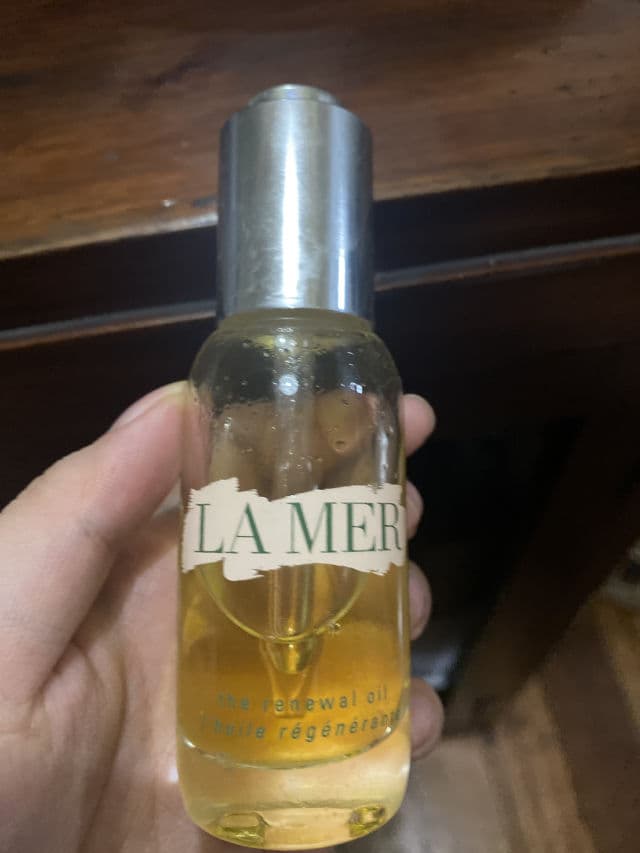 LA MER
the renewal oil
l'huile régénérante